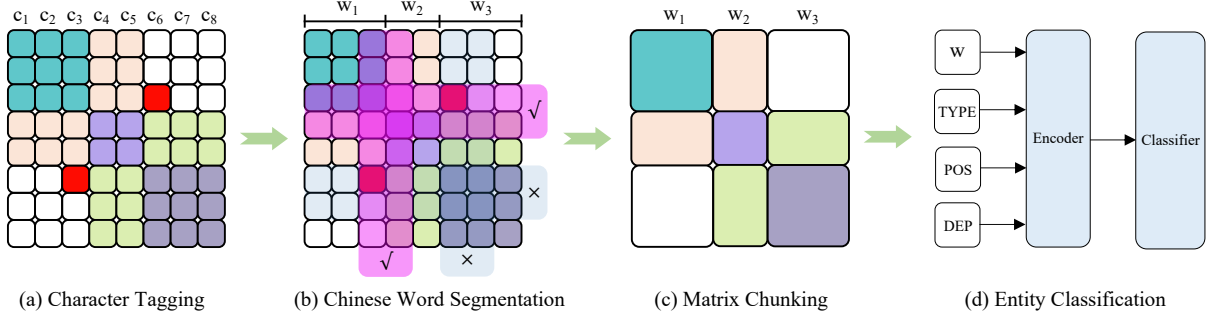 c1 c2 c3 c4 c5 c6 c7 c8
w1 w2 w3
√
×
√ ×
w1 w2 w3
W
TYPE
POS
DEP
Encoder
Classifier
(a) Character Tagging
(b) Chinese Word Segmentation
(c) Matrix Chunking
(d) Entity Classification